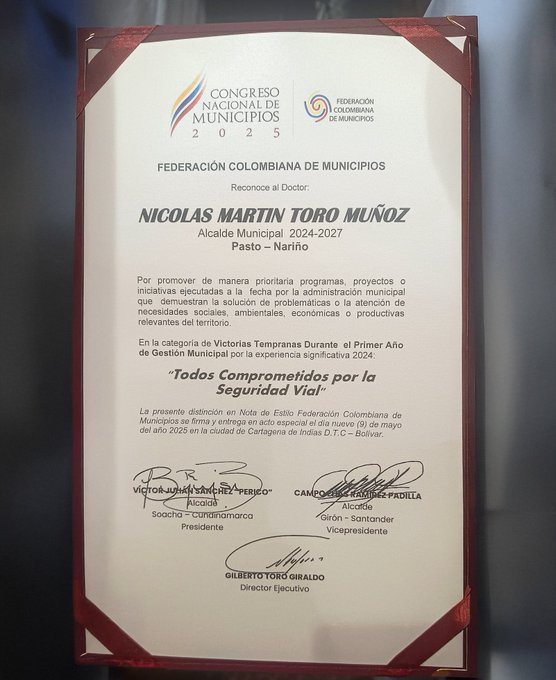 CONGRESO
NACIONAL DE
MUNICIPIOS
2 0 2 5
FEDERACIÓN
COLOMBIANA
DE MUNICIPIOS
FEDERACIÓN COLOMBIANA DE MUNICIPIOS
Reconoce al Doctor:
NICOLAS MARTIN TORO MUÑOZ
Alcalde Municipal 2024-2027
Pasto – Nariño
Por promover de manera prioritaria programas, proyectos o
iniciativas ejecutadas a la fecha por la administración municipal
que demuestran la solución de problemáticas o la atención de
necesidades sociales, ambientales, económicas o productivas
relevantes del territorio.
En la categoría de Victorias Tempranas Durante el Primer Año
de Gestión Municipal por la experiencia significativa 2024:
"Todos Comprometidos por la
Seguridad Vial"
La presente distinción en Nota de Estilo Federación Colombiana de
Municipios se firma y entrega en acto especial el día nueve (9) de mayo
del año 2025 en la ciudad de Cartagena de Indias D.T.C – Bolívar.
VÍCTOR JULIÁN SÁNCHEZ "PERICO"
Alcalde
Soacha – Cundinamarca
Presidente
CAMPO ELÍAS RAMÍREZ PADILLA
Alcalde
Girón - Santander
Vicepresidente
GILBERTO TORO GIRALDO
Director Ejecutivo